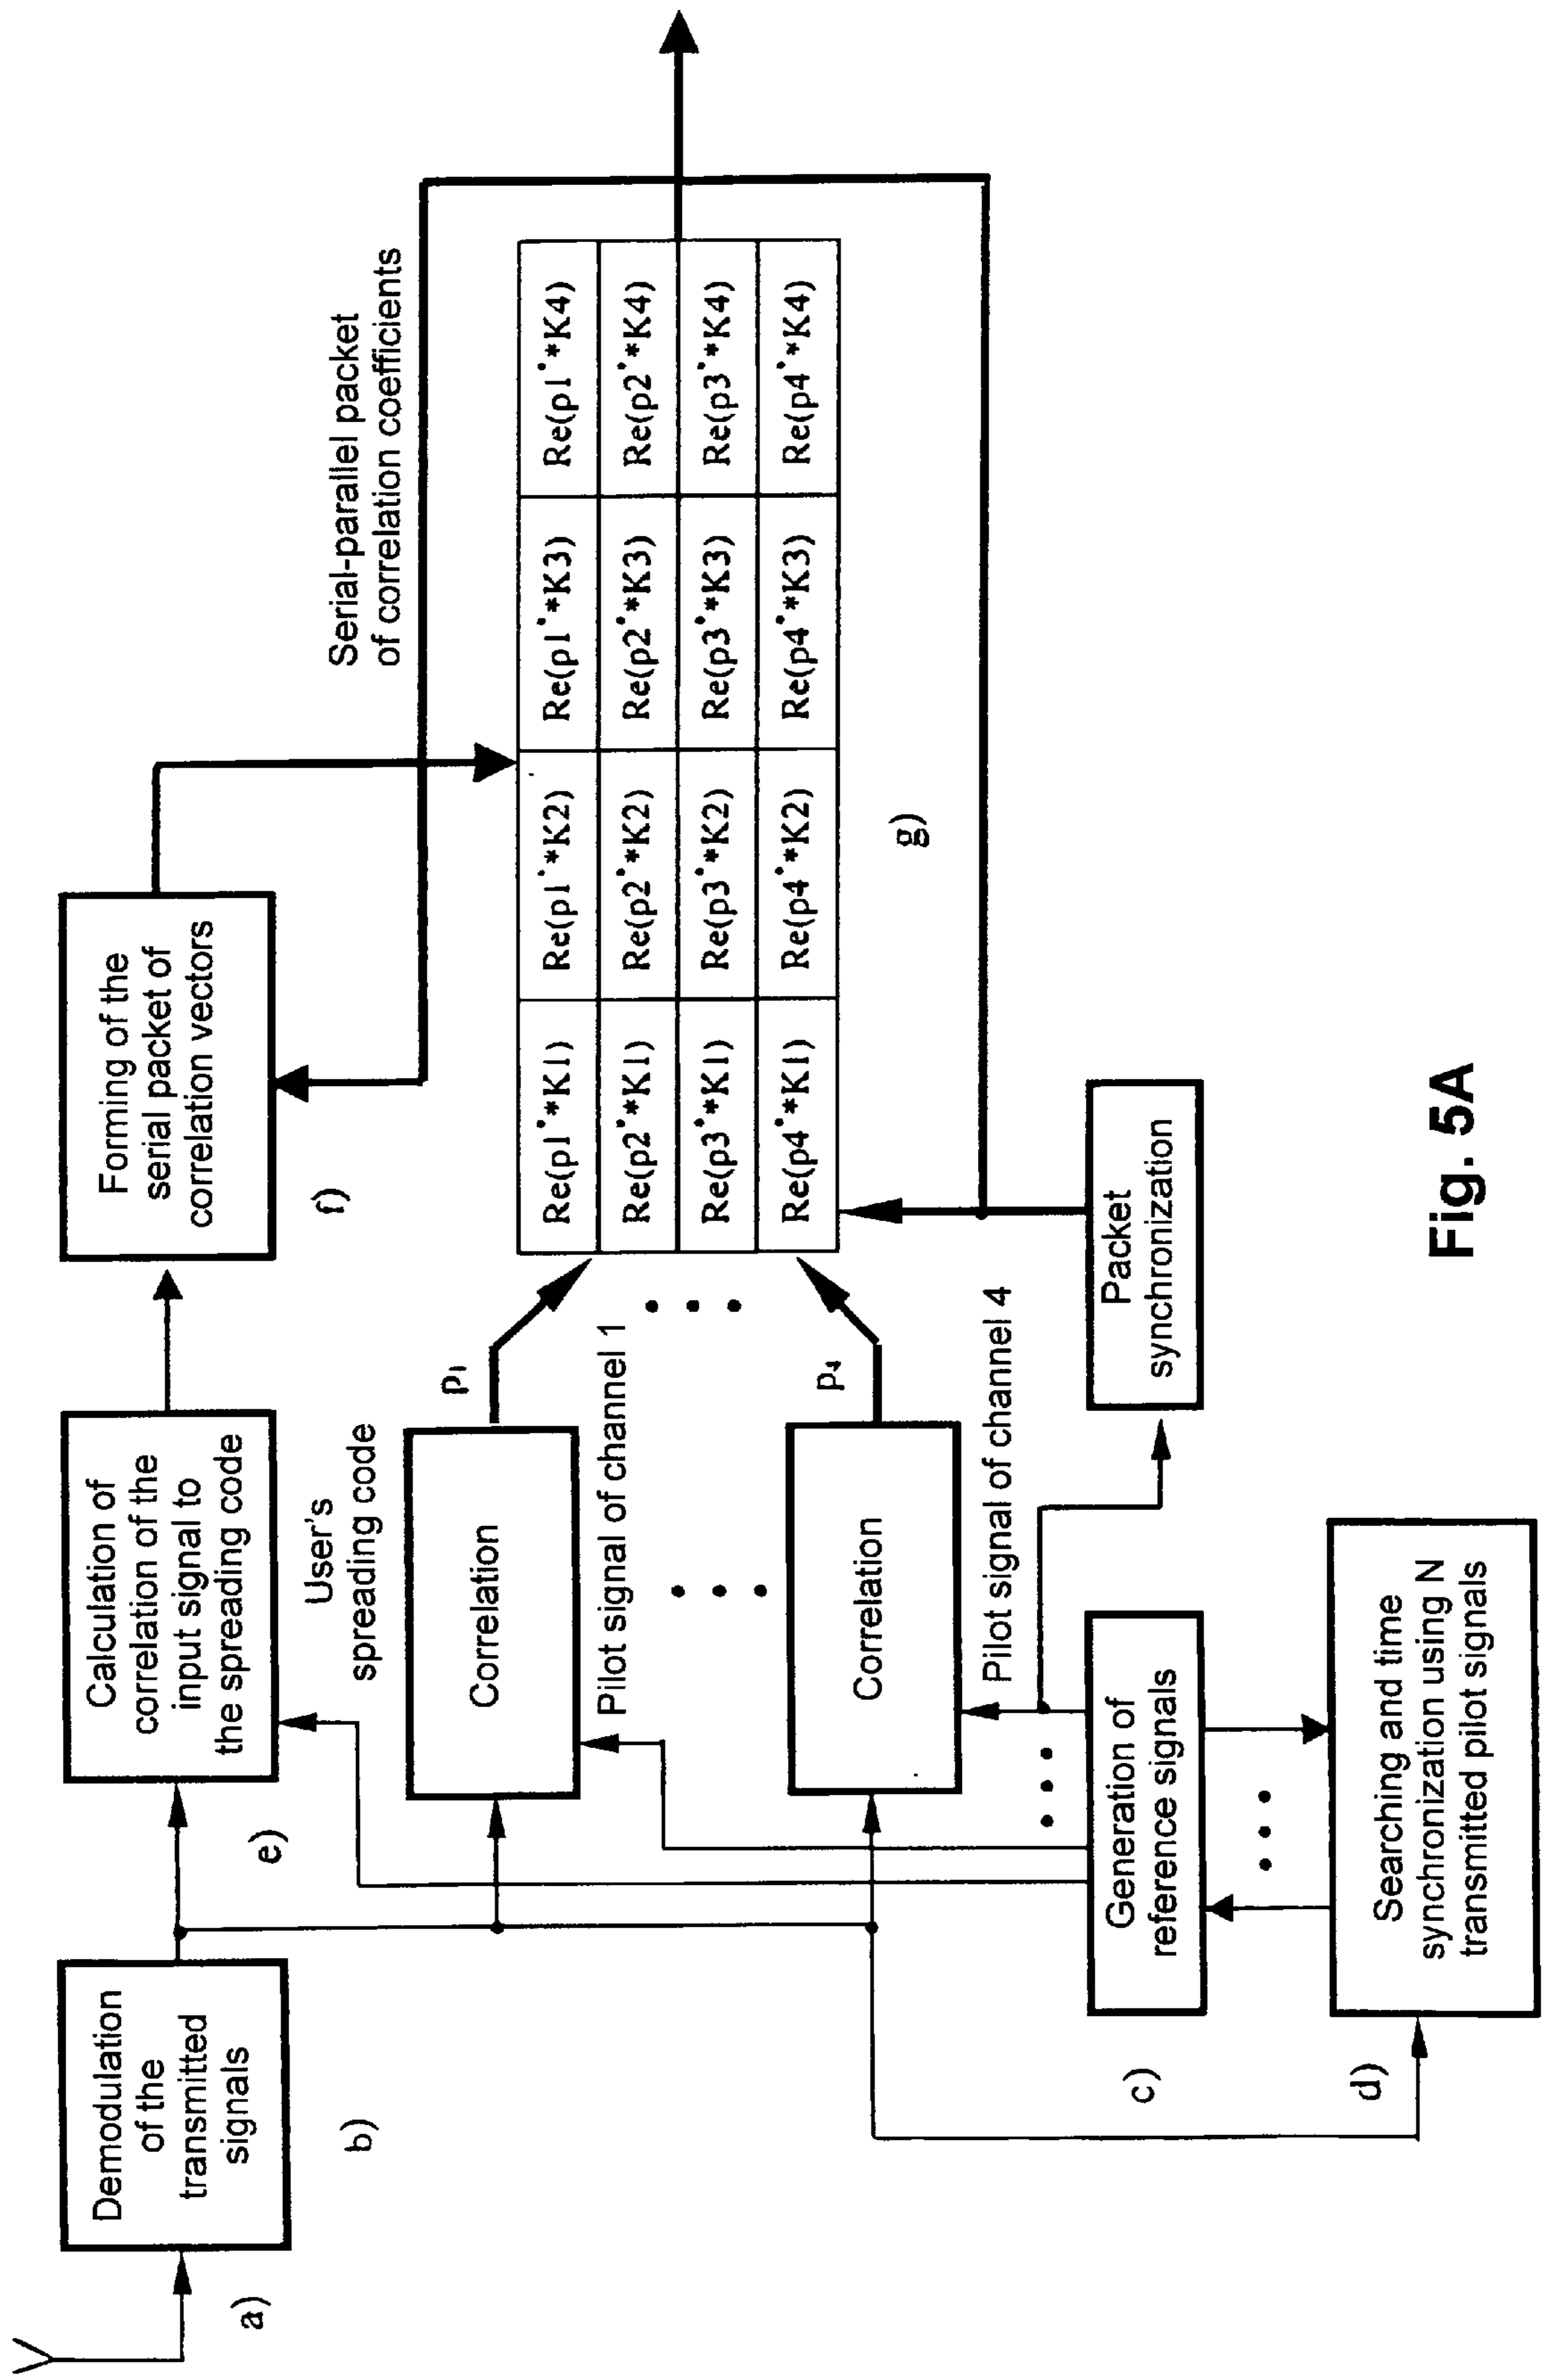 a)
Demodulation
of the
transmitted
signals
b)
e)
Calculation of
correlation of the
input signal to
the spreading code
User's
spreading code
Forming of the
serial packet of
correlation vectors
f)
Serial-parallel packet
of correlation coefficients
Correlation
p1
Pilot signal of channel 1
Correlation
p4
Pilot signal of channel 4
Re(p1**K1) Re(p1**K2) Re(p1**K3) Re(p1**K4)
Re(p2**K1) Re(p2**K2) Re(p2**K3) Re(p2**K4)
Re(p3**K1) Re(p3**K2) Re(p3**K3) Re(p3**K4)
Re(p4**K1) Re(p4**K2) Re(p4**K3) Re(p4**K4)
g)
c)
Generation of
reference signals
Packet
synchronization
d)
Searching and time
synchronization using N
transmitted pilot signals
Fig. 5A